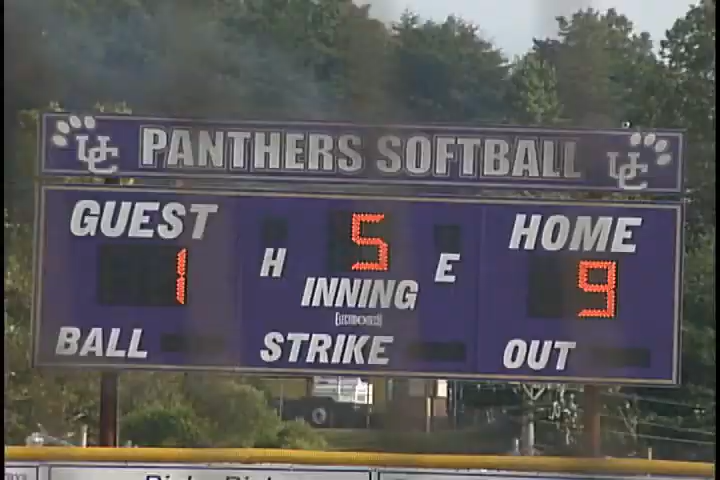 UC PANTHERS SOFTBALL UC
GUEST 5 HOME
1 H E 9
INNING
BALL STRIKE OUT